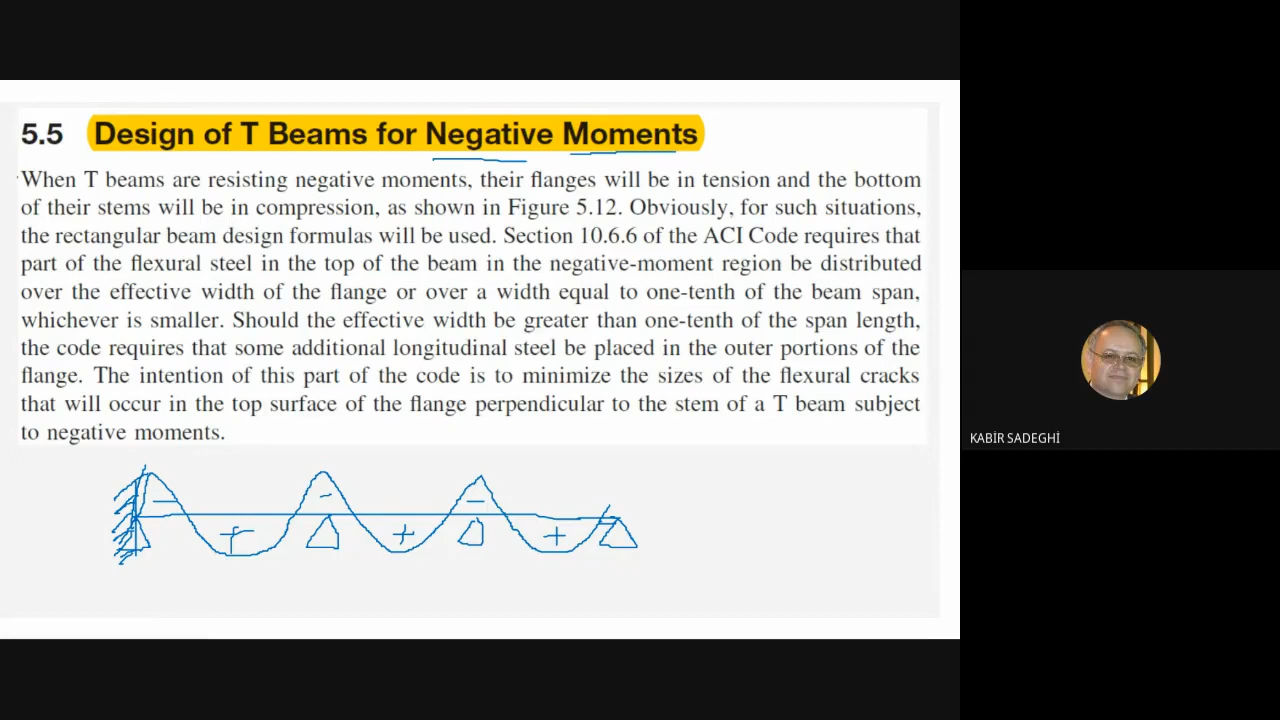 5.5 Design of T Beams for Negative Moments
When T beams are resisting negative moments, their flanges will be in tension and the bottom
of their stems will be in compression, as shown in Figure 5.12. Obviously, for such situations,
the rectangular beam design formulas will be used. Section 10.6.6 of the ACI Code requires that
part of the flexural steel in the top of the beam in the negative-moment region be distributed
over the effective width of the flange or over a width equal to one-tenth of the beam span,
whichever is smaller. Should the effective width be greater than one-tenth of the span length,
the code requires that some additional longitudinal steel be placed in the outer portions of the
flange. The intention of this part of the code is to minimize the sizes of the flexural cracks
that will occur in the top surface of the flange perpendicular to the stem of a T beam subject
to negative moments.
− − −
+ + +
KABİR SADEGHİ